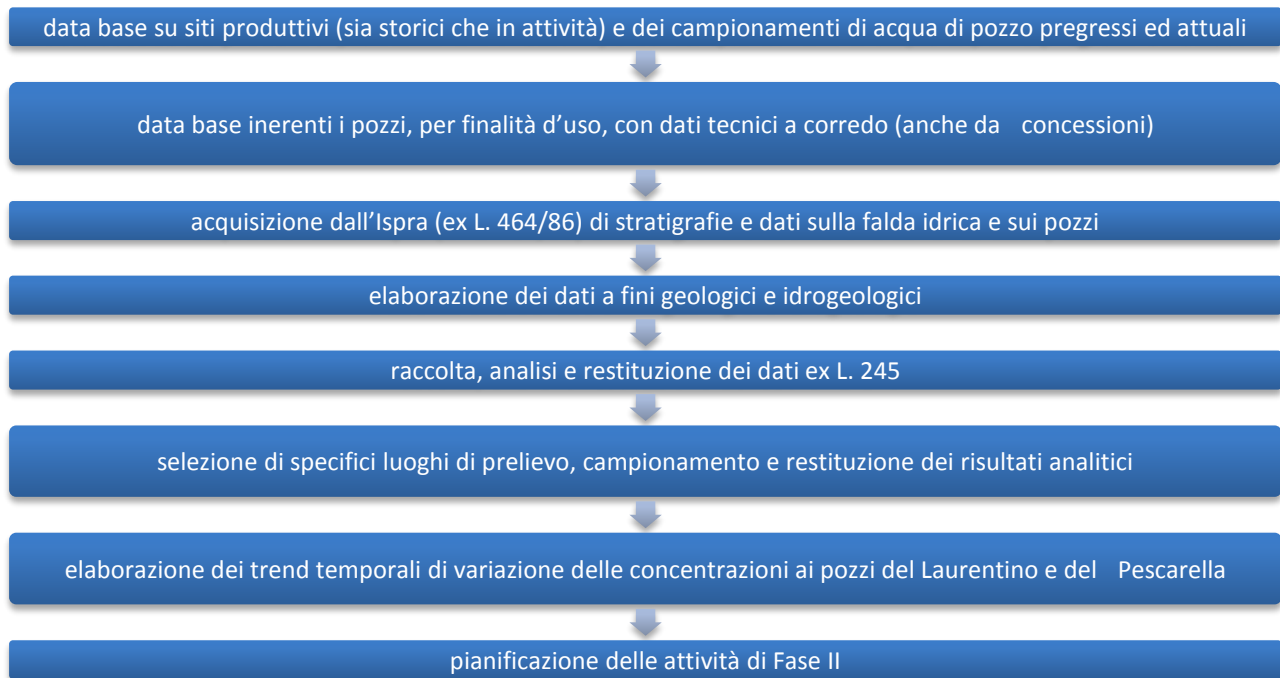 data base su siti produttivi (sia storici che in attività) e dei campionamenti di acqua di pozzo pregressi ed attuali
data base inerenti i pozzi, per finalità d’uso, con dati tecnici a corredo (anche da concessioni)
acquisizione dall’Ispra (ex L. 464/86) di stratigrafie e dati sulla falda idrica e sui pozzi
elaborazione dei dati a fini geologici e idrogeologici
raccolta, analisi e restituzione dei dati ex L. 245
selezione di specifici luoghi di prelievo, campionamento e restituzione dei risultati analitici
elaborazione dei trend temporali di variazione delle concentrazioni ai pozzi del Laurentino e del Pescarella
pianificazione delle attività di Fase II